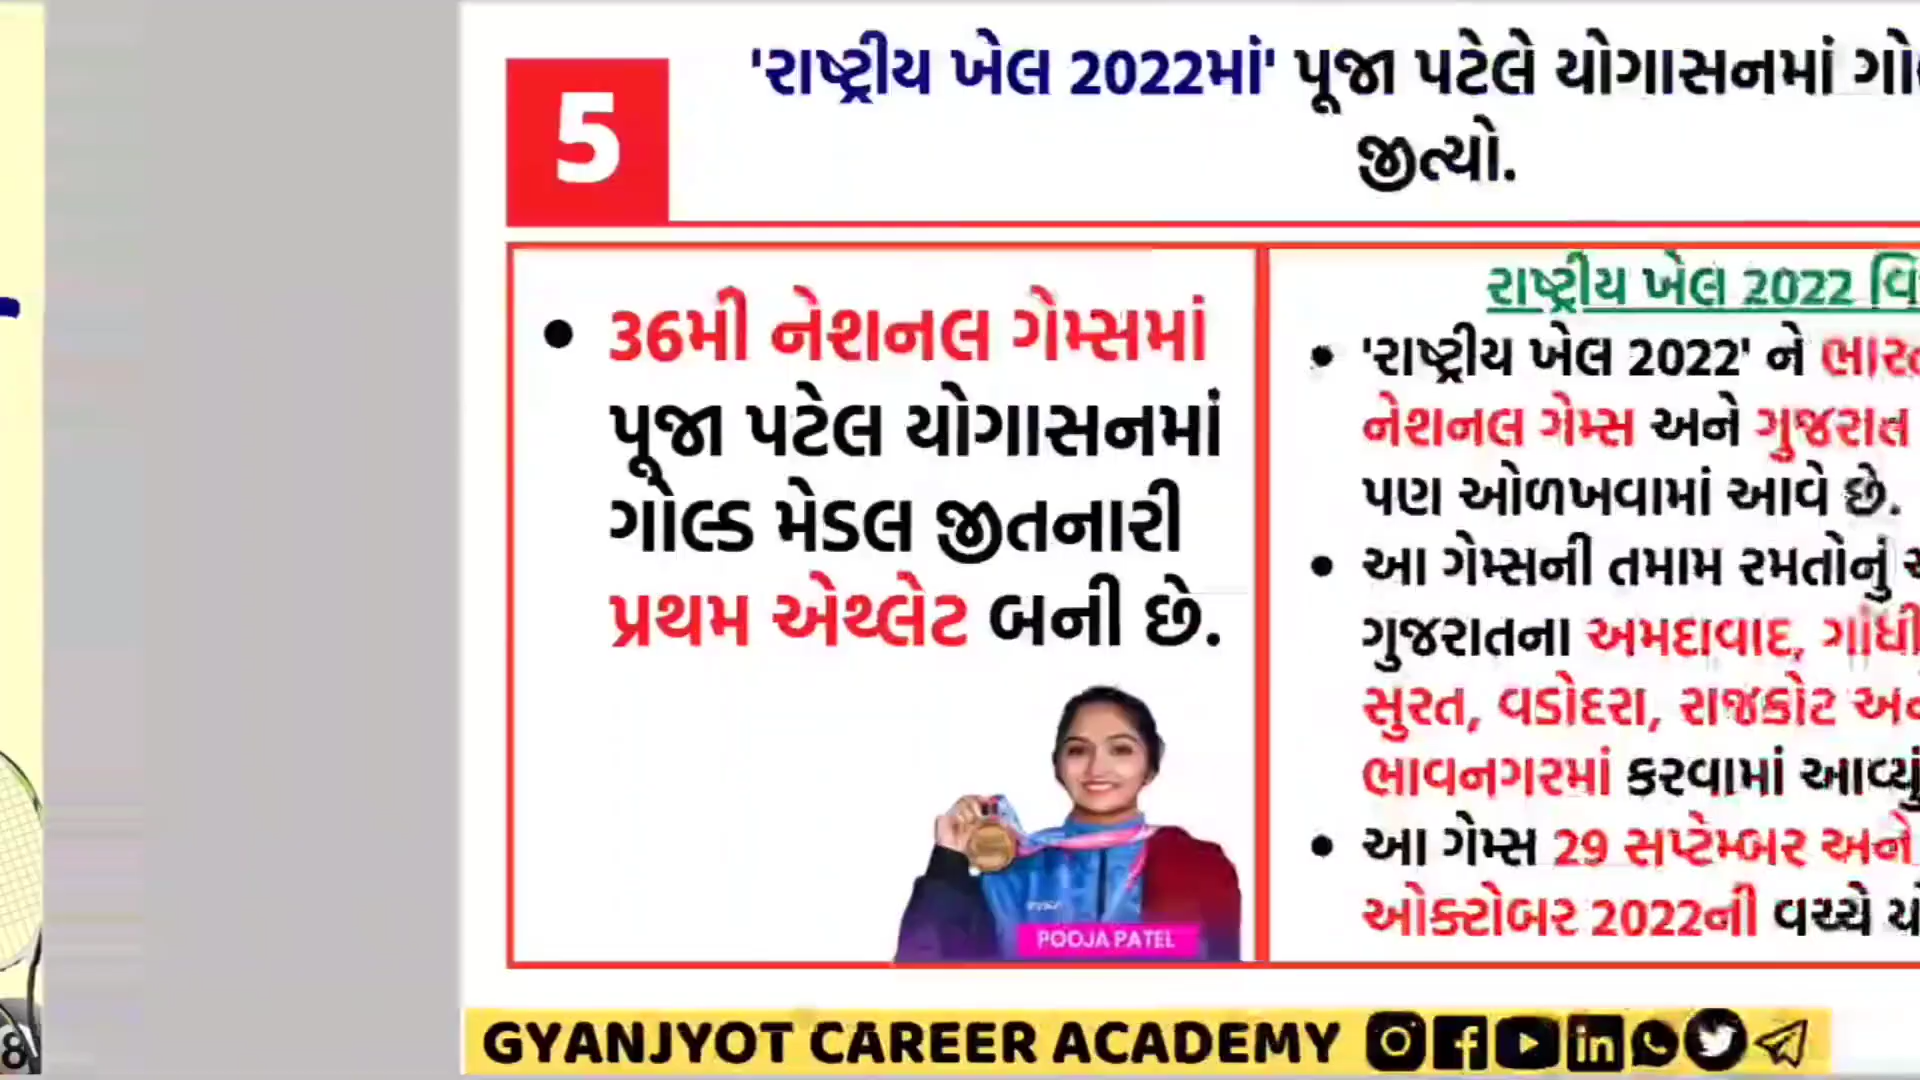 5
'રાષ્ટ્રીય ખેલ 2022માં' પૂજા પટેલે યોગાસનમાં
જીત્યો.
• 36મી નેશનલ ગેમ્સમાં
પૂજા પટેલ યોગાસનમાં
ગોલ્ડ મેડલ જીતનારી
પ્રથમ એથ્લેટ બની છે.
POOJA PATEL
રાષ્ટ્રીય ખેલ 2022
• 'રાષ્ટ્રીય ખેલ 2022' ને
નેશનલ ગેમ્સ અને ગુજરાત
પણ ઓળખવામાં આવે છે.
• આ ગેમ્સની તમામ રમતોનું
ગુજરાતના અમદાવાદ,
સુરત, વડોદરા, રાજકોટ
ભાવનગરમાં કરવામાં
• આ ગેમ્સ 29 સપ્ટેમ્બર અને
ઓક્ટોબર 2022ની વચ્ચે
GYANJYOT CAREER ACADEMY
8